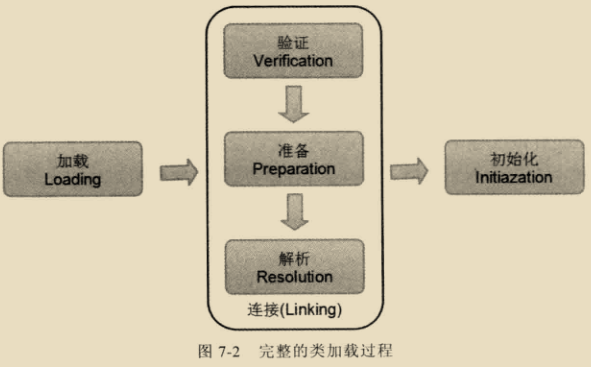 加载
Loading
验证
Verification
准备
Preparation
解析
Resolution
连接(Linking)
初始化
Initiazation
图 7-2 完整的类加载过程